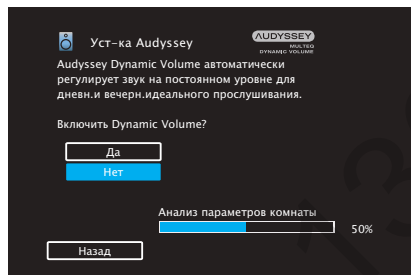 Уст-ка Audyssey
AUDYSSEY
MULTEQ
DYNAMIC VOLUME
Audyssey Dynamic Volume автоматически
регулирует звук на постоянном уровне для
дневн.и вечерн.идеального прослушивания.
Включить Dynamic Volume?
Да
Нет
Анализ параметров комнаты
50%
Назад